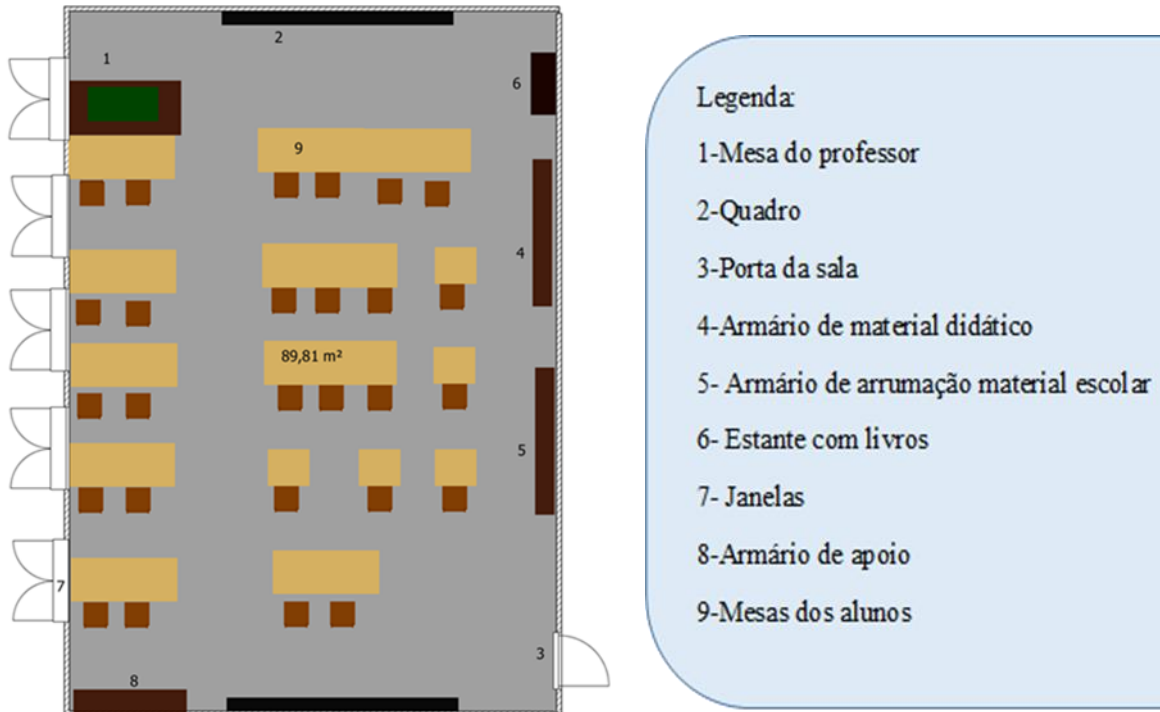 1
2
6
9
4
89,81 m²
5
7
3
8
Legenda:
1-Mesa do professor
2-Quadro
3-Porta da sala
4-Armário de material didático
5- Armário de arrumação material escolar
6- Estante com livros
7- Janelas
8-Armário de apoio
9-Mesas dos alunos